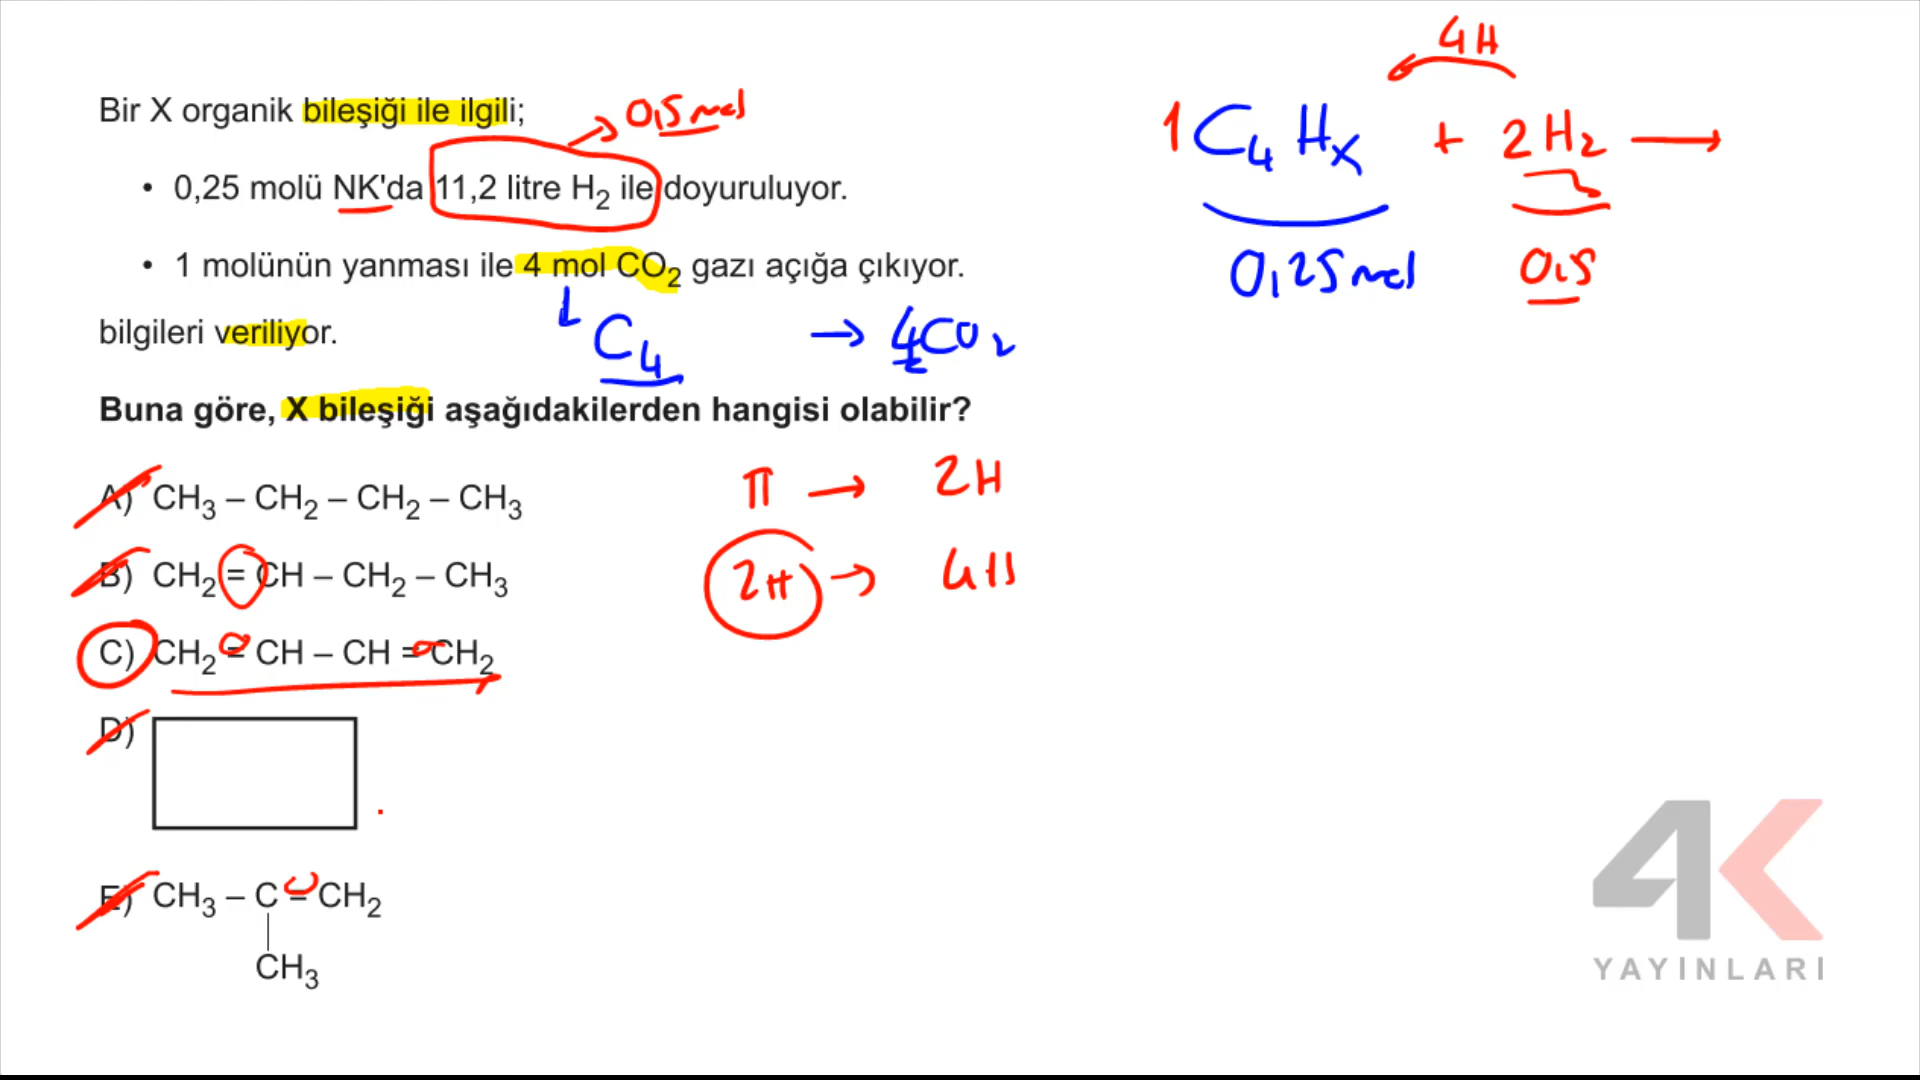 4H
Bir X organik bileşiği ile ilgili;
0,5 mol
1 C₄ Hₓ + 2H₂ →
• 0,25 molü NK'da 11,2 litre H₂ ile doyuruluyor.
• 1 molünün yanması ile 4 mol CO₂ gazı açığa çıkıyor.
0,25 mol 0,5
bilgileri veriliyor.
C₄ → 4CO₂
Buna göre, X bileşiği aşağıdakilerden hangisi olabilir?
A) CH₃ – CH₂ – CH₂ – CH₃
π → 2H
B) CH₂ = CH – CH₂ – CH₃
2π → 4H
C) CH₂ = CH – CH = CH₂
D)
E) CH₃ – C = CH₂
|
CH₃
4K
YAYINLARI